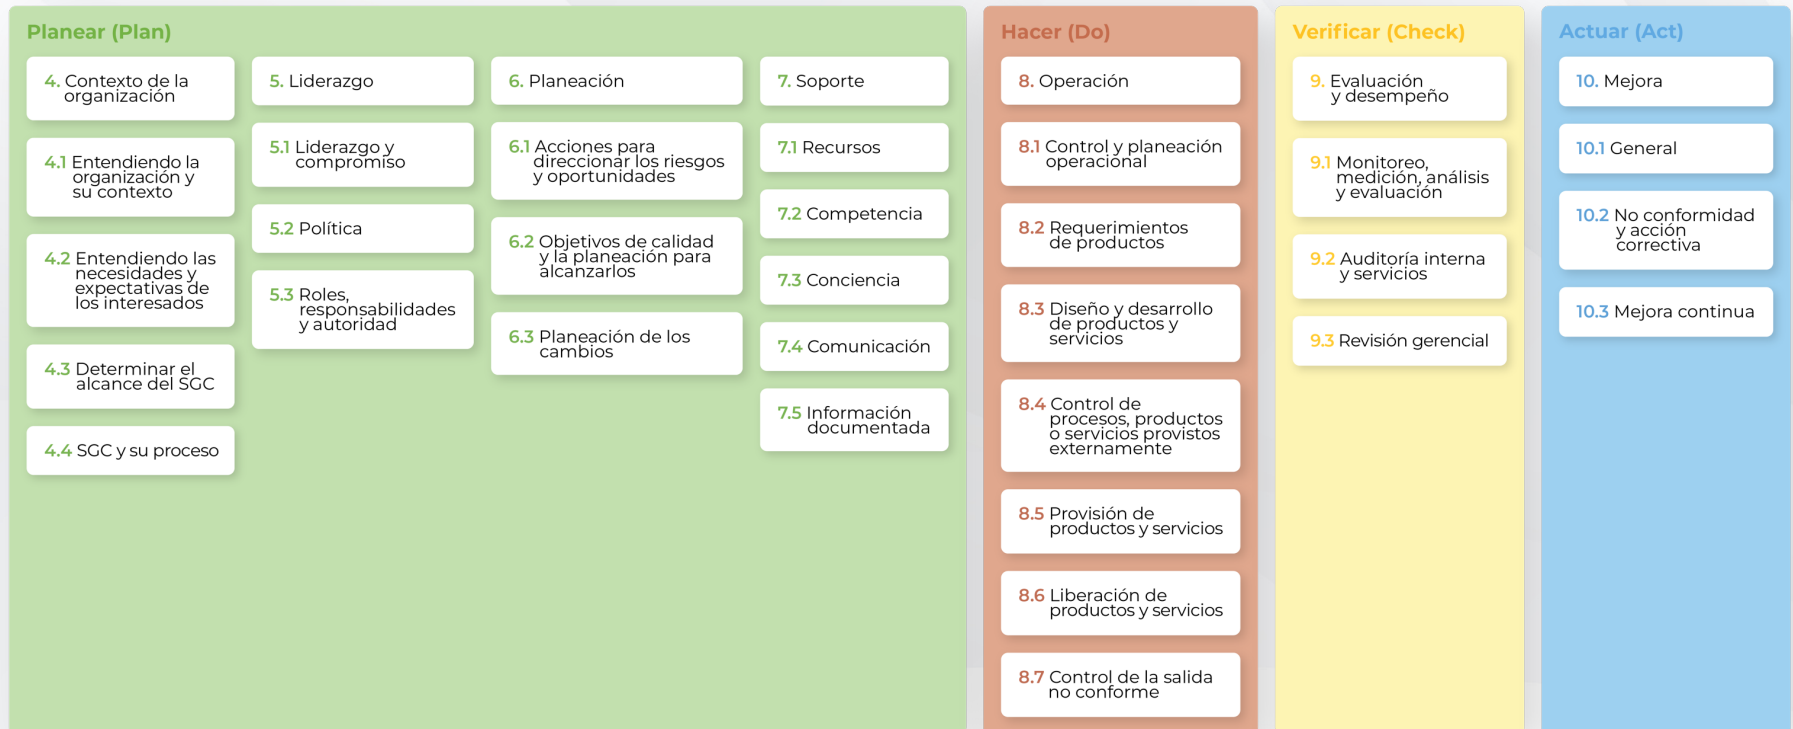 Planear (Plan)
4. Contexto de la
organización
4.1 Entendiendo la
organización y
su contexto
4.2 Entendiendo las
necesidades y
expectativas de
los interesados
4.3 Determinar el
alcance del SGC
4.4 SGC y su proceso
5. Liderazgo
5.1 Liderazgo y
compromiso
5.2 Política
5.3 Roles,
responsabilidades
y autoridad
6. Planeación
6.1 Acciones para
direccionar los riesgos
y oportunidades
6.2 Objetivos de calidad
y la planeación para
alcanzarlos
6.3 Planeación de los
cambios
7. Soporte
7.1 Recursos
7.2 Competencia
7.3 Conciencia
7.4 Comunicación
7.5 Información
documentada
Hacer (Do)
8. Operación
8.1 Control y planeación
operacional
8.2 Requerimientos
de productos
8.3 Diseño y desarrollo
de productos y
servicios
8.4 Control de
procesos, productos
o servicios provistos
externamente
8.5 Provisión de
productos y servicios
8.6 Liberación de
productos y servicios
8.7 Control de la salida
no conforme
Verificar (Check)
9. Evaluación
y desempeño
9.1 Monitoreo,
medición, análisis
y evaluación
9.2 Auditoría interna
y servicios
9.3 Revisión gerencial
Actuar (Act)
10. Mejora
10.1 General
10.2 No conformidad
y acción
correctiva
10.3 Mejora continua